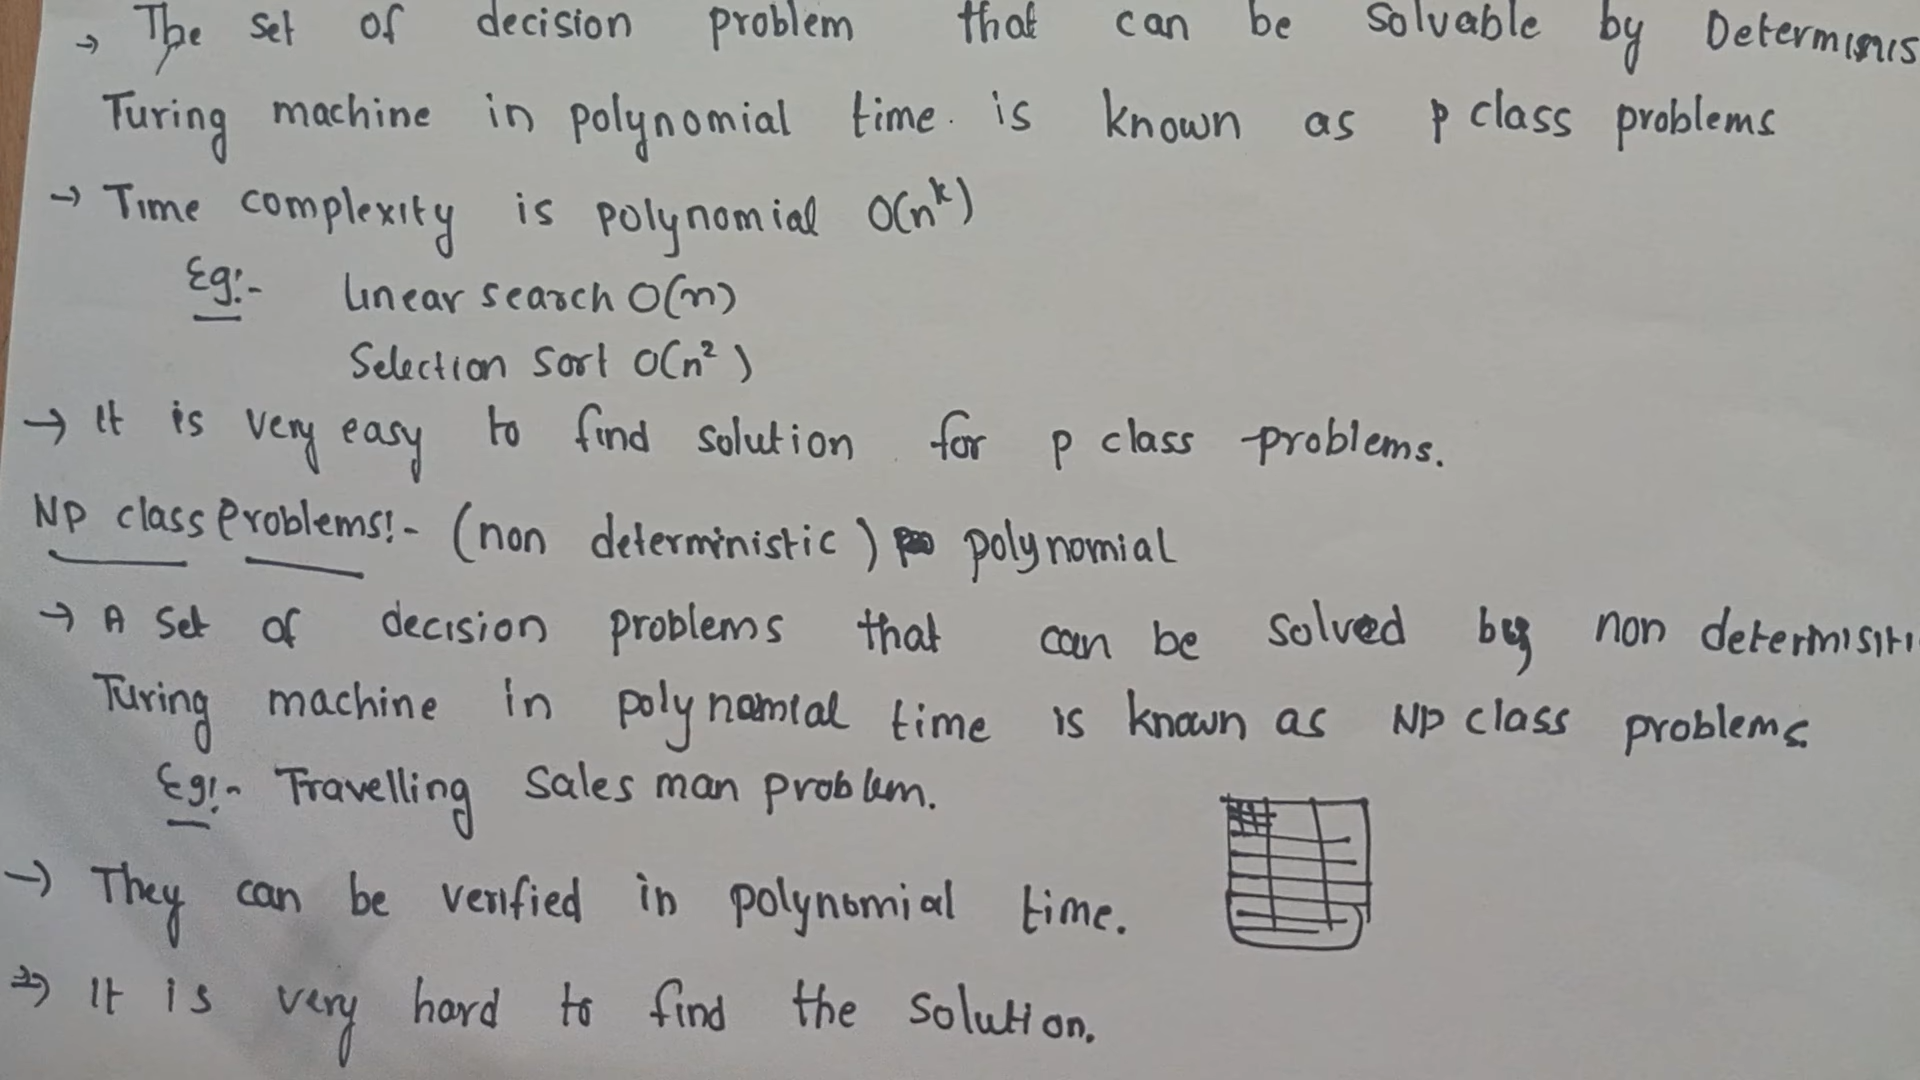 → The set of decision problem that can be solvable by Determinis
Turing machine in polynomial time. is known as p class problems
→ Time complexity is polynomial O(n^k)
Eg:- Linear search O(n)
Selection sort O(n²)
→ It is very easy to find solution for p class problems.
NP class Problems:- (non deterministic) polynomial
→ A set of decision problems that can be solved by non determisiti
Turing machine in polynomial time is known as NP class problems.
Eg:- Travelling Sales man problem.
→ They can be verified in polynomial time.
⇒ It is very hard to find the solution.